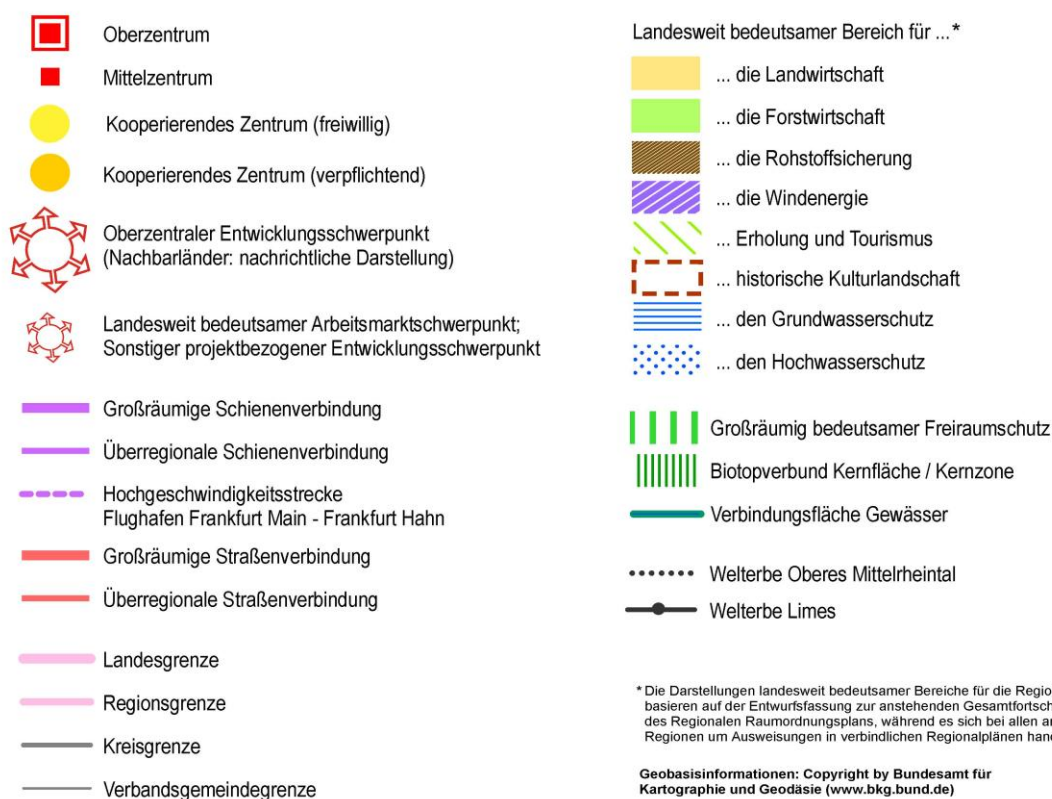 Oberzentrum
Mittelzentrum
Kooperierendes Zentrum (freiwillig)
Kooperierendes Zentrum (verpflichtend)
Oberzentraler Entwicklungsschwerpunkt
(Nachbarländer: nachrichtliche Darstellung)
Landesweit bedeutsamer Arbeitsmarktschwerpunkt;
Sonstiger projektbezogener Entwicklungsschwerpunkt
Großräumige Schienenverbindung
Überregionale Schienenverbindung
Hochgeschwindigkeitsstrecke
Flughafen Frankfurt Main - Frankfurt Hahn
Großräumige Straßenverbindung
Überregionale Straßenverbindung
Landesgrenze
Regionsgrenze
Kreisgrenze
Verbandsgemeindegrenze
Landesweit bedeutsamer Bereich für ...*
... die Landwirtschaft
... die Forstwirtschaft
... die Rohstoffsicherung
... die Windenergie
... Erholung und Tourismus
... historische Kulturlandschaft
... den Grundwasserschutz
... den Hochwasserschutz
Großräumig bedeutsamer Freiraumschutz
Biotopverbund Kernfläche / Kernzone
Verbindungsfläche Gewässer
Welterbe Oberes Mittelrheintal
Welterbe Limes
* Die Darstellungen landesweit bedeutsamer Bereiche für die Regio
basieren auf der Entwurfsfassung zur anstehenden Gesamtfortsch
des Regionalen Raumordnungsplans, während es sich bei allen a
Regionen um Ausweisungen in verbindlichen Regionalplänen han
Geobasisinformationen: Copyright by Bundesamt für
Kartographie und Geodäsie (www.bkg.bund.de)